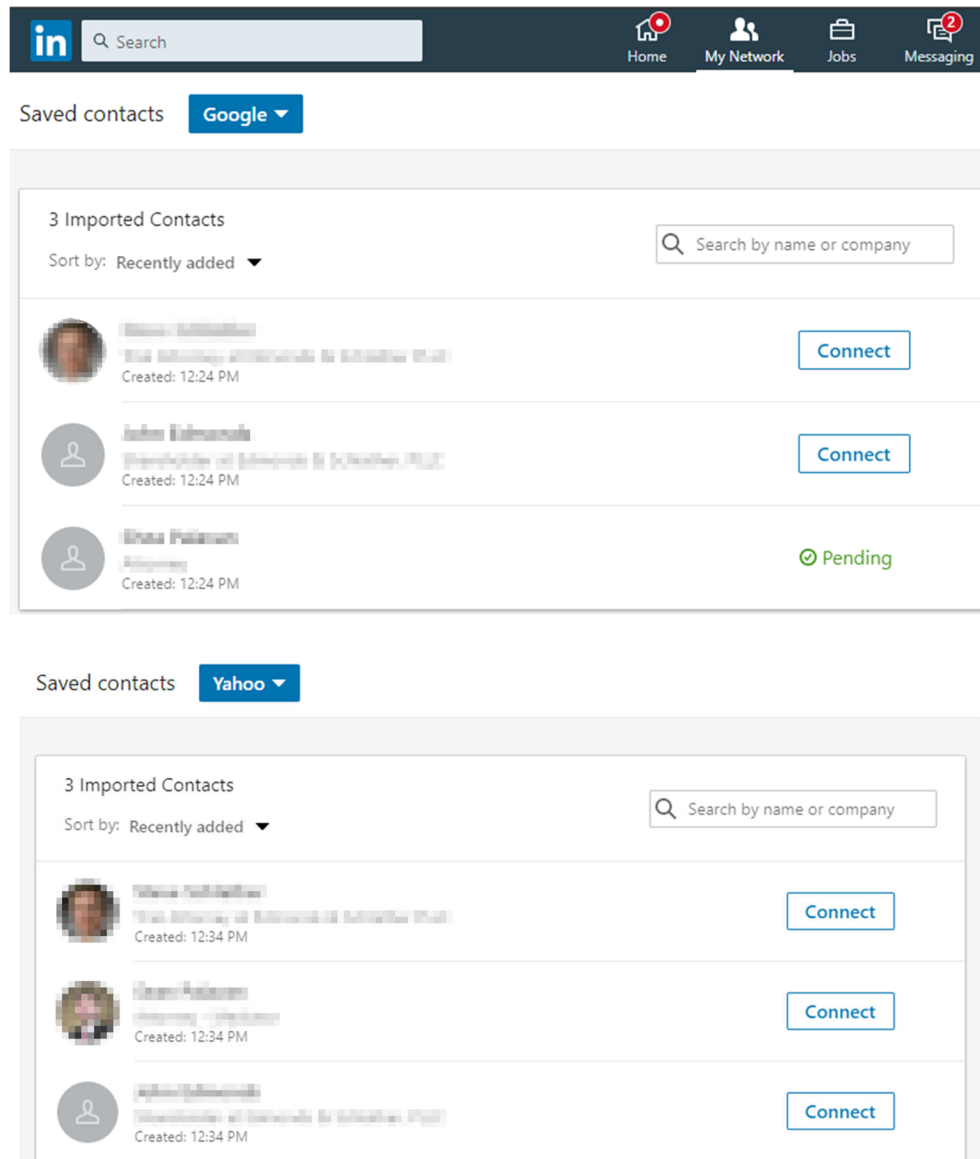 in Search
Home
My Network
Jobs
2
Messaging
Saved contacts Google
3 Imported Contacts
Sort by: Recently added
Search by name or company
Created: 12:24 PM
Connect
Created: 12:24 PM
Connect
Created: 12:24 PM
Pending
Saved contacts Yahoo
3 Imported Contacts
Sort by: Recently added
Search by name or company
Created: 12:34 PM
Connect
Created: 12:34 PM
Connect
Created: 12:34 PM
Connect